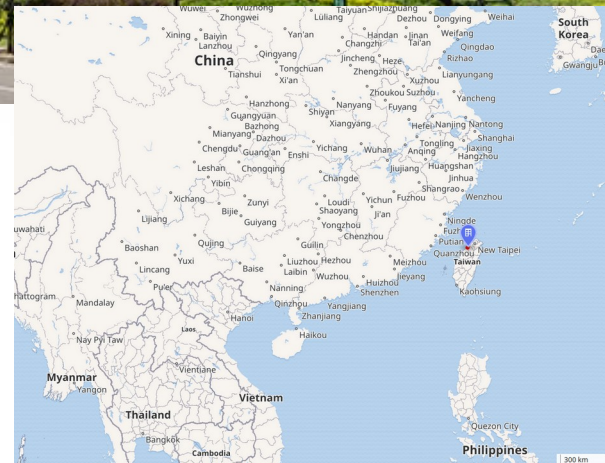 Wuwei
Wuzhong
Zhongwei
Taiyuan
Shijiazhuang
Lüliang
Dezhou
Dongying
Weihai
South
Korea
Xining
Baiyin
Lanzhou
Yan'an
Handan
Jinan
Weifang
Changzhi
Tai'an
Qingdao
China
Qingyang
Jincheng
Heze
Rizhao
Gwangju
Tianshui
Tongchuan
Xi'an
Zhengzhou
Xuzhou
Lianyungang
Zhoukou
Suzhou
Hanzhong
Shiyan
Nanyang
Fuyang
Yancheng
Guangyuan
Bazhong
Xiangyang
Hefei
Nanjing
Nantong
Mianyang
Dazhou
Shanghai
Chengdu
Guang'an
Enshi
Yichang
Wuhan
Anqing
Tongling
Jiaxing
Hangzhou
Leshan
Chongqing
Jiujiang
Huangshan
Yibin
Changde
Jinhua
Shangrao
Xichang
Zunyi
Loudi
Yichun
Fuzhou
Wenzhou
Lijiang
Bijie
Guiyang
Shaoyang
Ji'an
Yongzhou
Ningde
uwahati
Baoshan
Qujing
Guilin
Chenzhou
Putian
Quanzhou
New Taipei
Taiwan
Lincang
Yuxi
Baise
Liuzhou
Hezhou
Laibin
Meizhou
Pu'er
Wuzhou
Huizhou
Jieyang
Shenzhen
Kaohsiung
hattogram
Mandalay
Nanning
Qinzhou
Yangjiang
Zhanjiang
Hanoi
Haikou
Nay Pyi Taw
Laos
Vientiane
Myanmar
Yangon
Vietnam
Thailand
Bangkok
Cambodia
Quezon City
Philippines
300 km